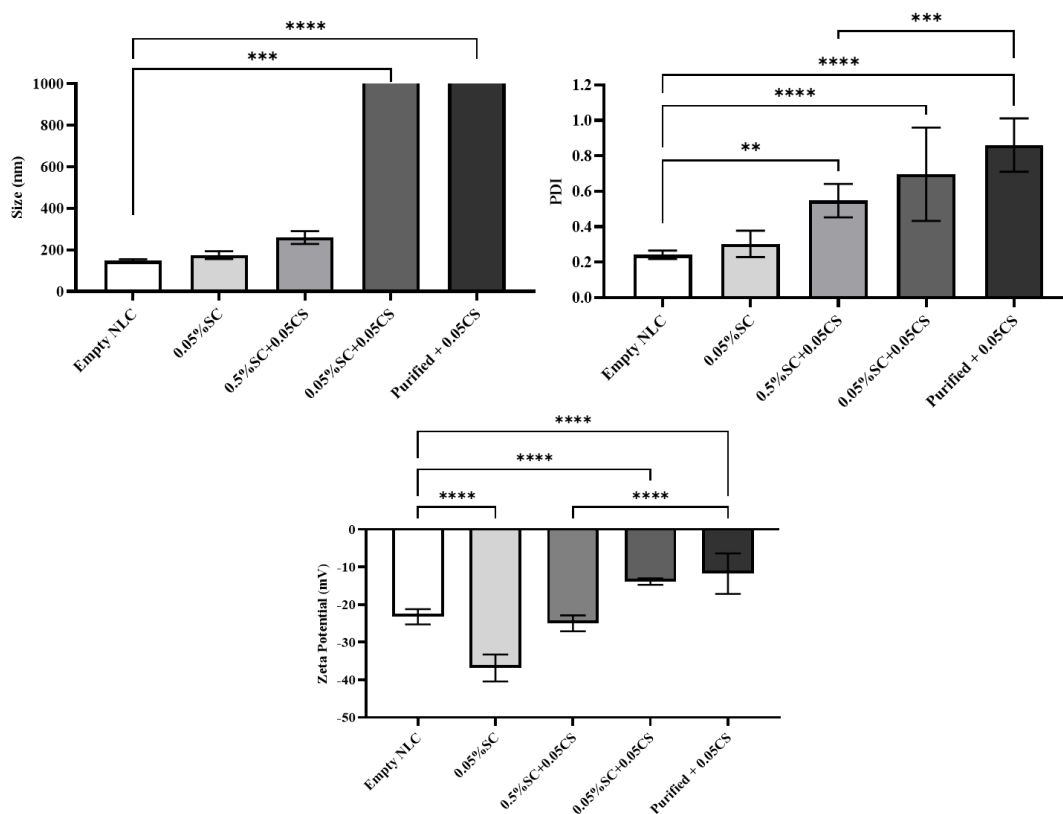 ****
***
Size (nm)
1000
800
600
400
200
0
Empty NLC
0.05%SC
0.5%SC+0.05CS
0.05%SC+0.05CS
Purified + 0.05CS
***
****
****
**
PDI
1.2
1.0
0.8
0.6
0.4
0.2
0.0
Empty NLC
0.05%SC
0.5%SC+0.05CS
0.05%SC+0.05CS
Purified + 0.05CS
****
****
****
****
Zeta Potential (mV)
0
-10
-20
-30
-40
-50
Empty NLC
0.05%SC
0.5%SC+0.05CS
0.05%SC+0.05CS
Purified + 0.05CS